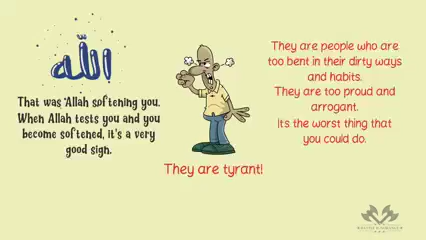 الله
That was 'Allah softening you.
When Allah tests you and you
become softened, it's a very
good sign.
They are people who are
too bent in their dirty ways
and habits.
They are too proud and
arrogant.
Its the worst thing that
you could do.
They are tyrant!